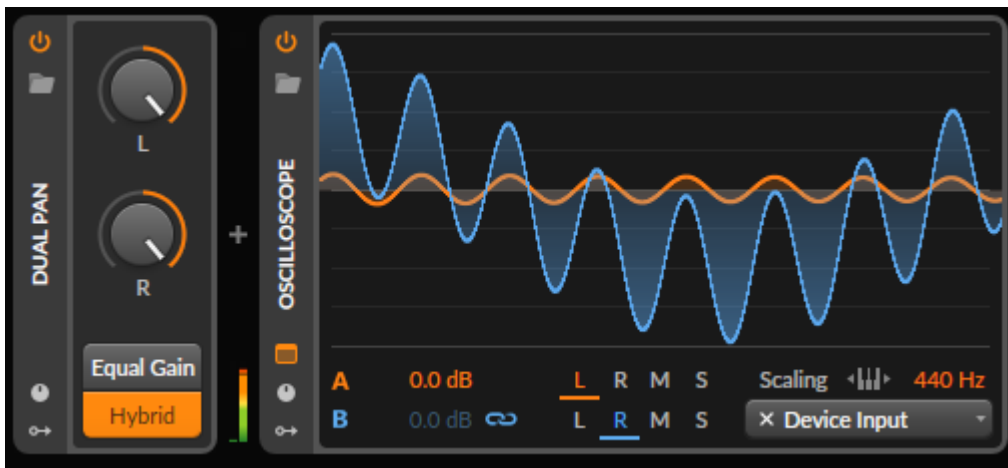 DUAL PAN
L
R
Equal Gain
Hybrid
OSCILLOSCOPE
A 0.0 dB L R M S Scaling 440 Hz
B 0.0 dB L R M S × Device Input